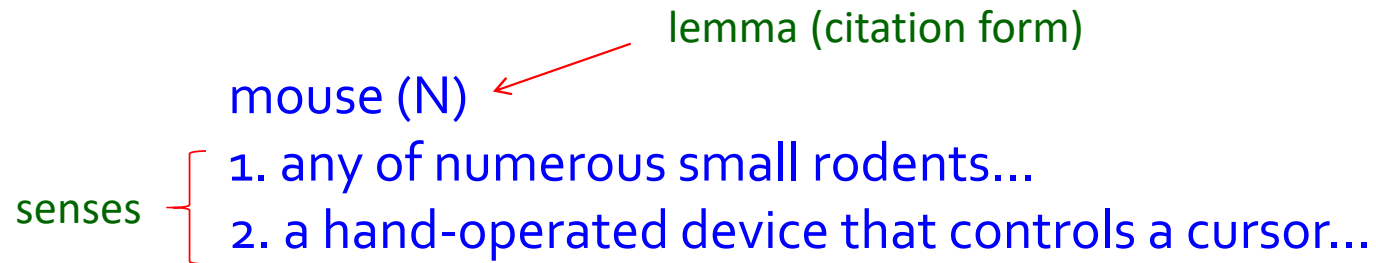 lemma (citation form)
mouse (N)
1. any of numerous small rodents...
senses
2. a hand-operated device that controls a cursor...